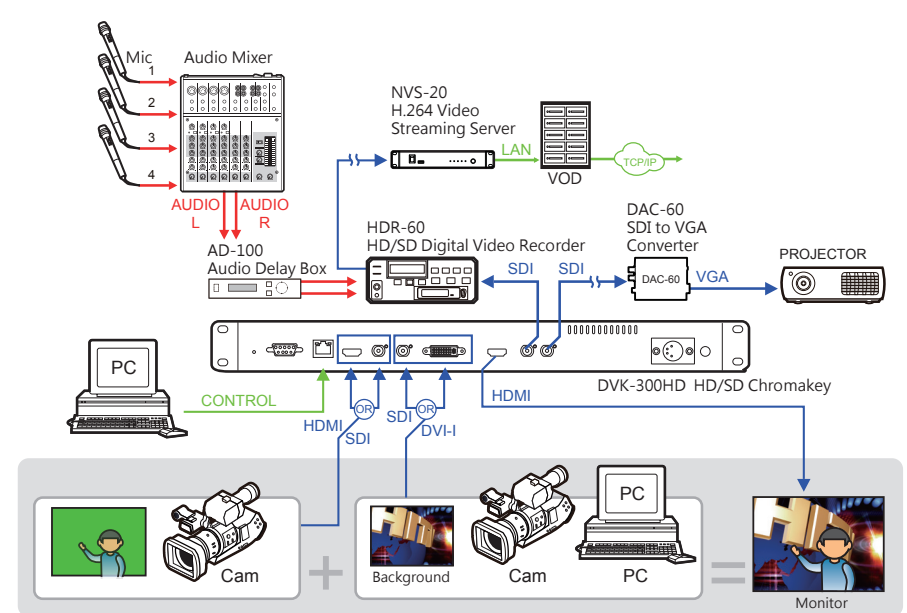 Mic
Audio Mixer
1
2
3
4
AUDIO
L
AUDIO
R
NVS-20
H.264 Video
Streaming Server
LAN
VOD
TCP/IP
AD-100
Audio Delay Box
HDR-60
HD/SD Digital Video Recorder
SDI
SDI
DAC-60
SDI to VGA
Converter
DAC-60
VGA
PROJECTOR
PC
CONTROL
HDMI
OR
SDI
SDI
OR
DVI-I
HDMI
DVK-300HD HD/SD Chromakey
Cam
+
Background
Cam
PC
PC
=
Monitor